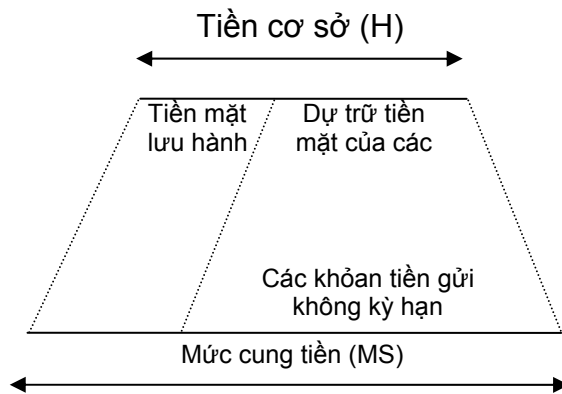 Tiền cơ sở (H)
Tiền mặt
lưu hành
Dự trữ tiền
mặt của các
Các khỏan tiền gửi
không kỳ hạn
Mức cung tiền (MS)